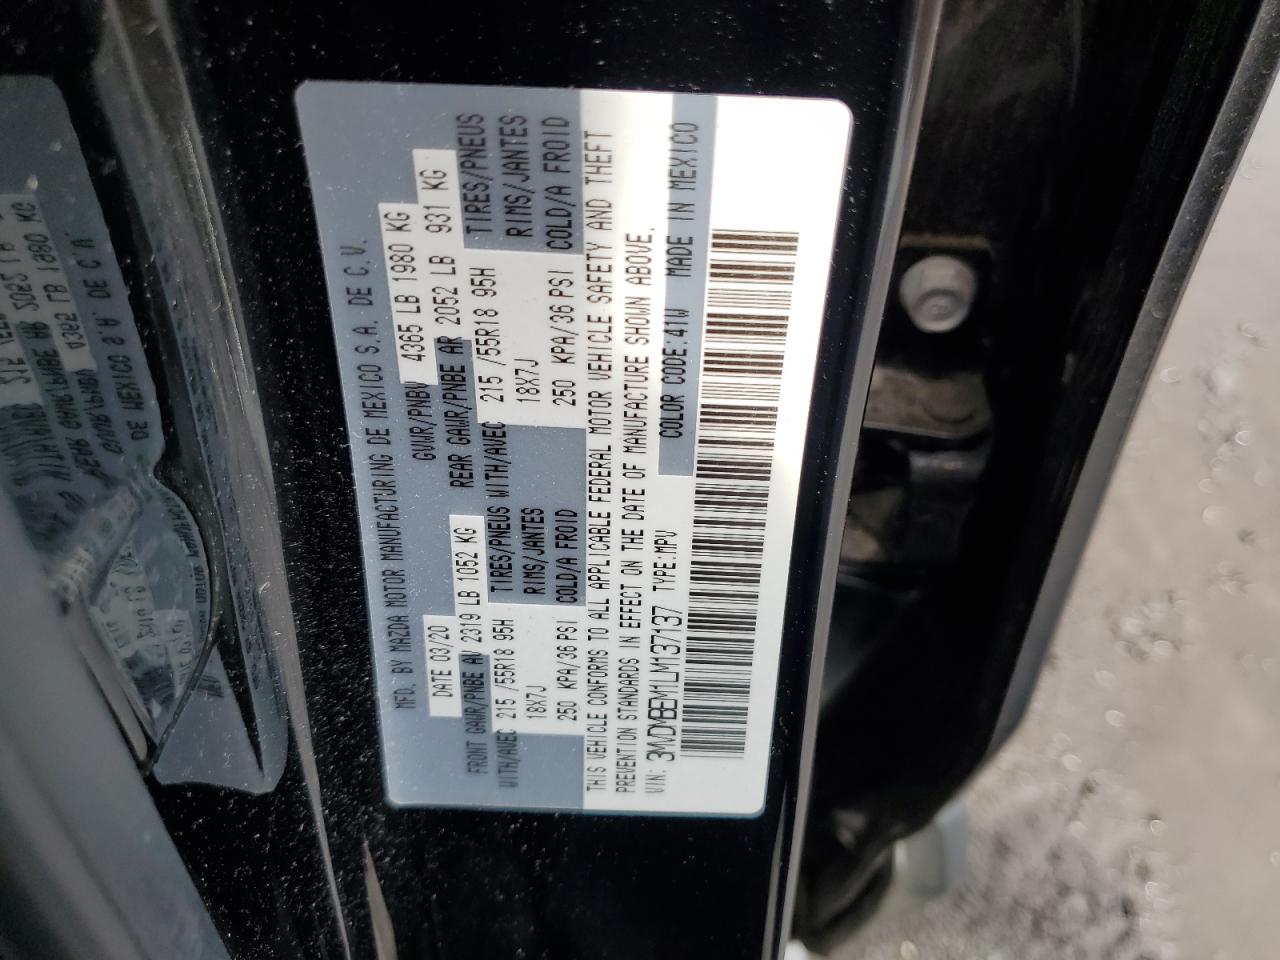 MFD. BY MAZDA MOTOR MANUFACTURING DE MEXICO S.A. DE C.V.
DATE 03/20 GVWR/PNBV 4365 LB 1980 KG
FRONT GAWR/PNBE AV 2319 LB 1052 KG REAR GAWR/PNBE AR 2052 LB 931 KG
WITH/AVEC 215 /55R18 95H TIRES/PNEUS WITH/AVEC 215 /55R18 95H TIRES/PNEUS
18X7J RIMS/JANTES 18X7J RIMS/JANTES
250 KPA/36 PSI COLD/A FROID 250 KPA/36 PSI COLD/A FROID
THIS VEHICLE CONFORMS TO ALL APPLICABLE FEDERAL MOTOR VEHICLE SAFETY AND THEFT
PREVENTION STANDARDS IN EFFECT ON THE DATE OF MANUFACTURE SHOWN ABOVE.
VIN: 3MVDMBEM1LM137137 TYPE:MPV COLOR CODE:41W MADE IN MEXICO